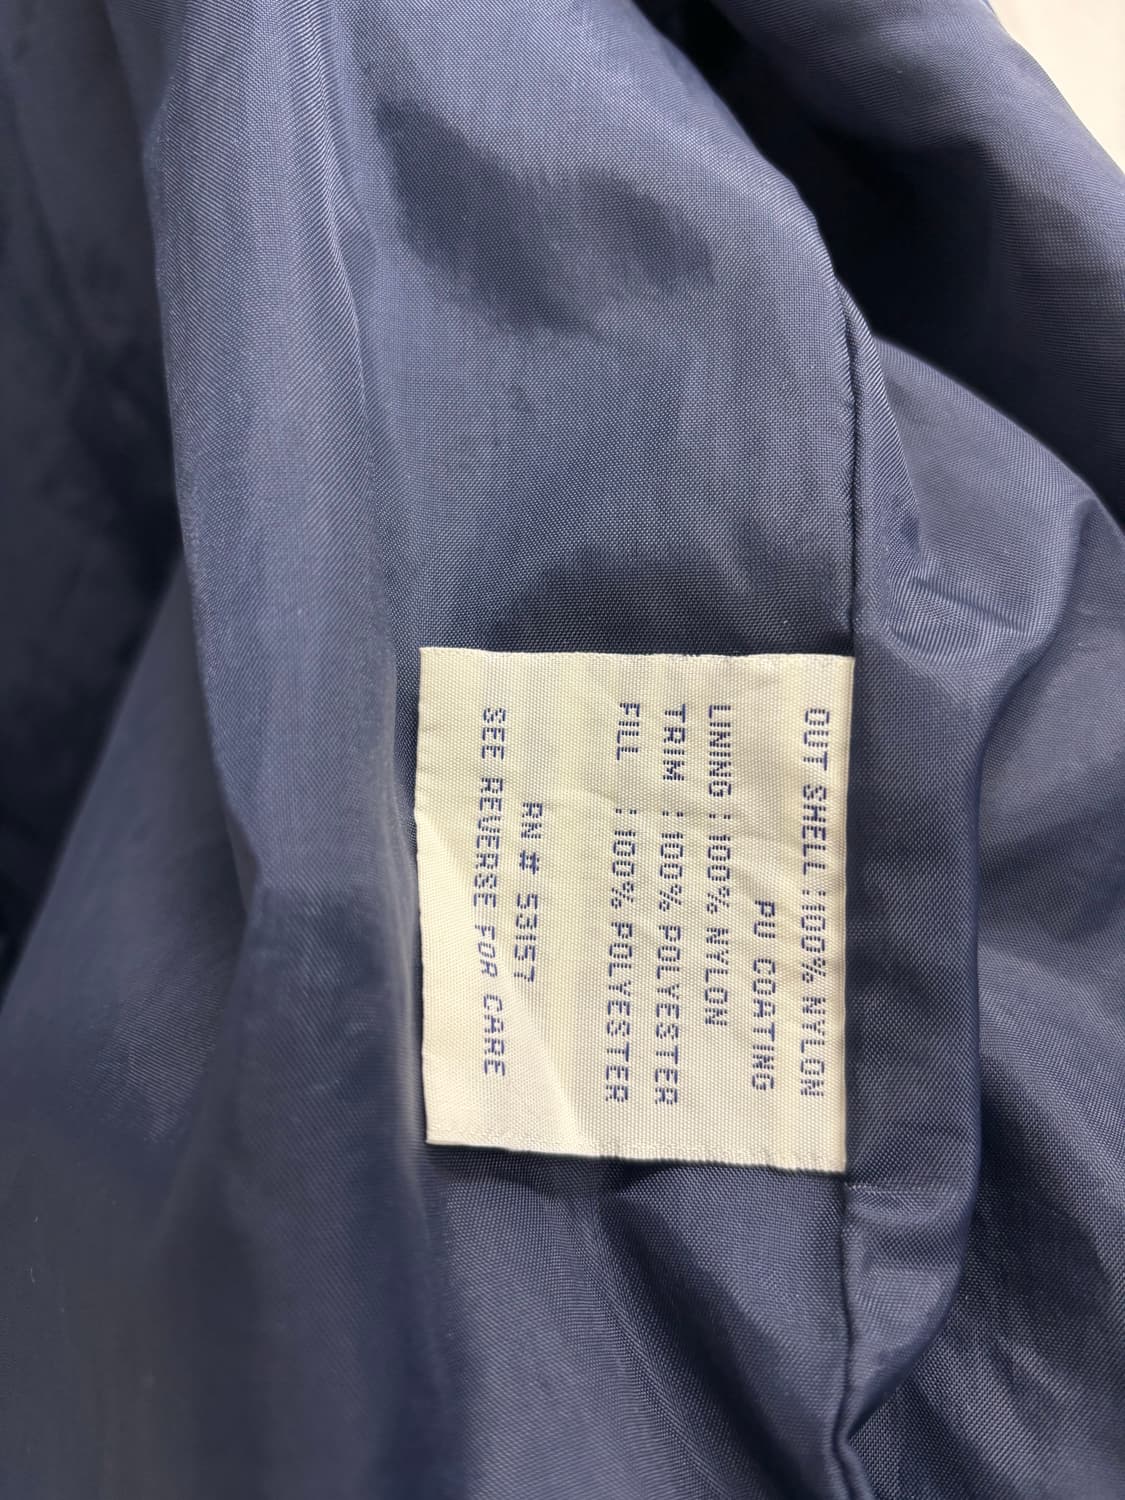 OUT SHELL :100% NYLON
PU COATING
LINING :100% NYLON
TRIM :100% POLYESTER
FILL :100% POLYESTER
RN # 53157
SEE REVERSE FOR CARE